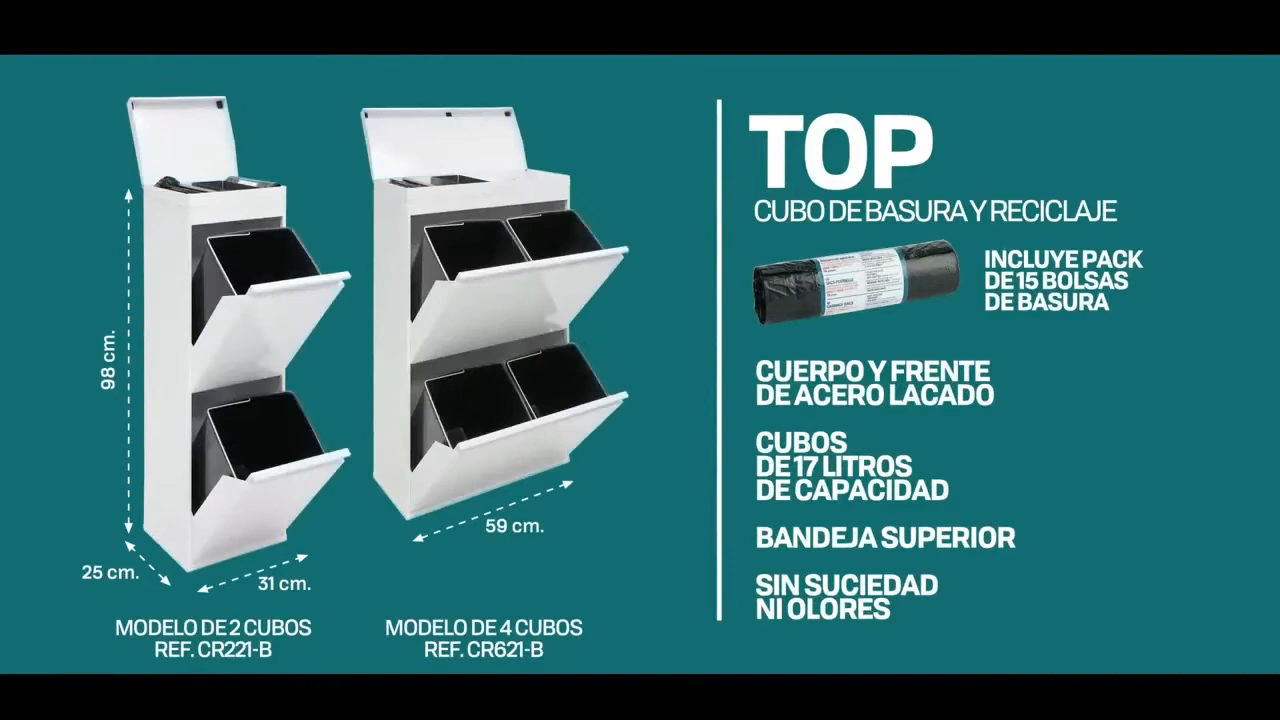 98 cm.
25 cm.
31 cm.
59 cm.
MODELO DE 2 CUBOS
REF. CR221-B
MODELO DE 4 CUBOS
REF. CR621-B
TOP
CUBO DE BASURA Y RECICLAJE
INCLUYE PACK
DE 15 BOLSAS
DE BASURA
CUERPO Y FRENTE
DE ACERO LACADO
CUBOS
DE 17 LITROS
DE CAPACIDAD
BANDEJA SUPERIOR
SIN SUCIEDAD
NI OLORES